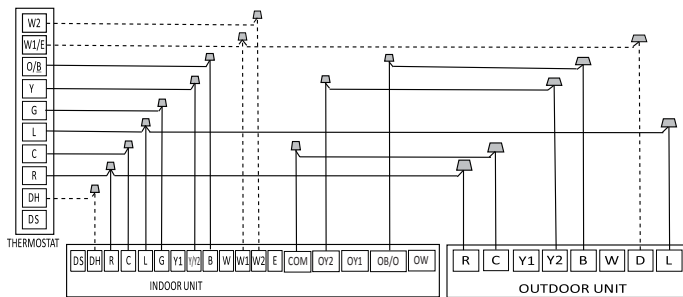 W2
W1/E
O/B
Y
G
L
C
R
DH
DS
THERMOSTAT
DS DH R C L G Y1 Y/Y2 B W W1 W2 E COM OY2 OY1 OB/O OW
INDOOR UNIT
R C Y1 Y2 B W D L
OUTDOOR UNIT